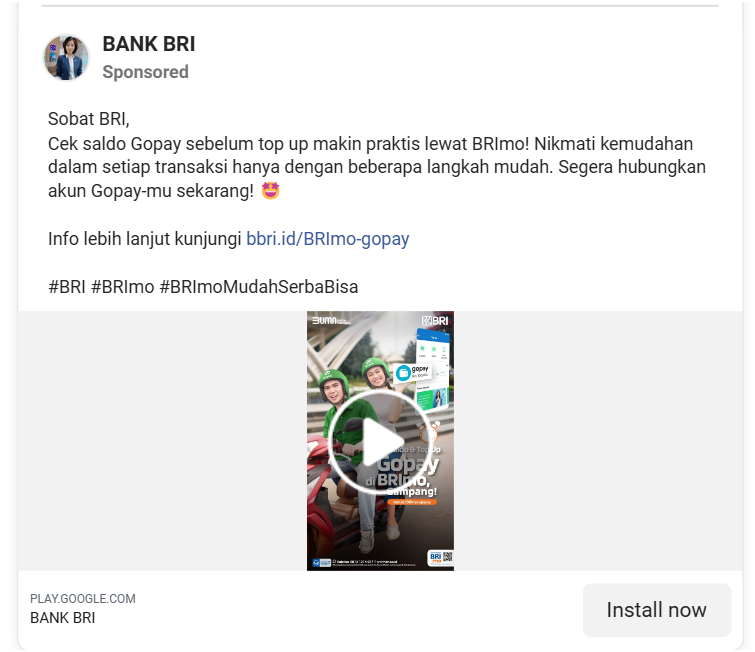 BANK BRI
Sponsored
Sobat BRI,
Cek saldo Gopay sebelum top up makin praktis lewat BRImo! Nikmati kemudahan
dalam setiap transaksi hanya dengan beberapa langkah mudah. Segera hubungkan
akun Gopay-mu sekarang! 🤩
Info lebih lanjut kunjungi bbri.id/BRImo-gopay
#BRI #BRImo #BRImoMudahSerbaBisa
BUMN
BRI
gopay
& Top Up
Gopay
di BRImo,
Gampang!
BRI
mo
PLAY.GOOGLE.COM
BANK BRI
Install now